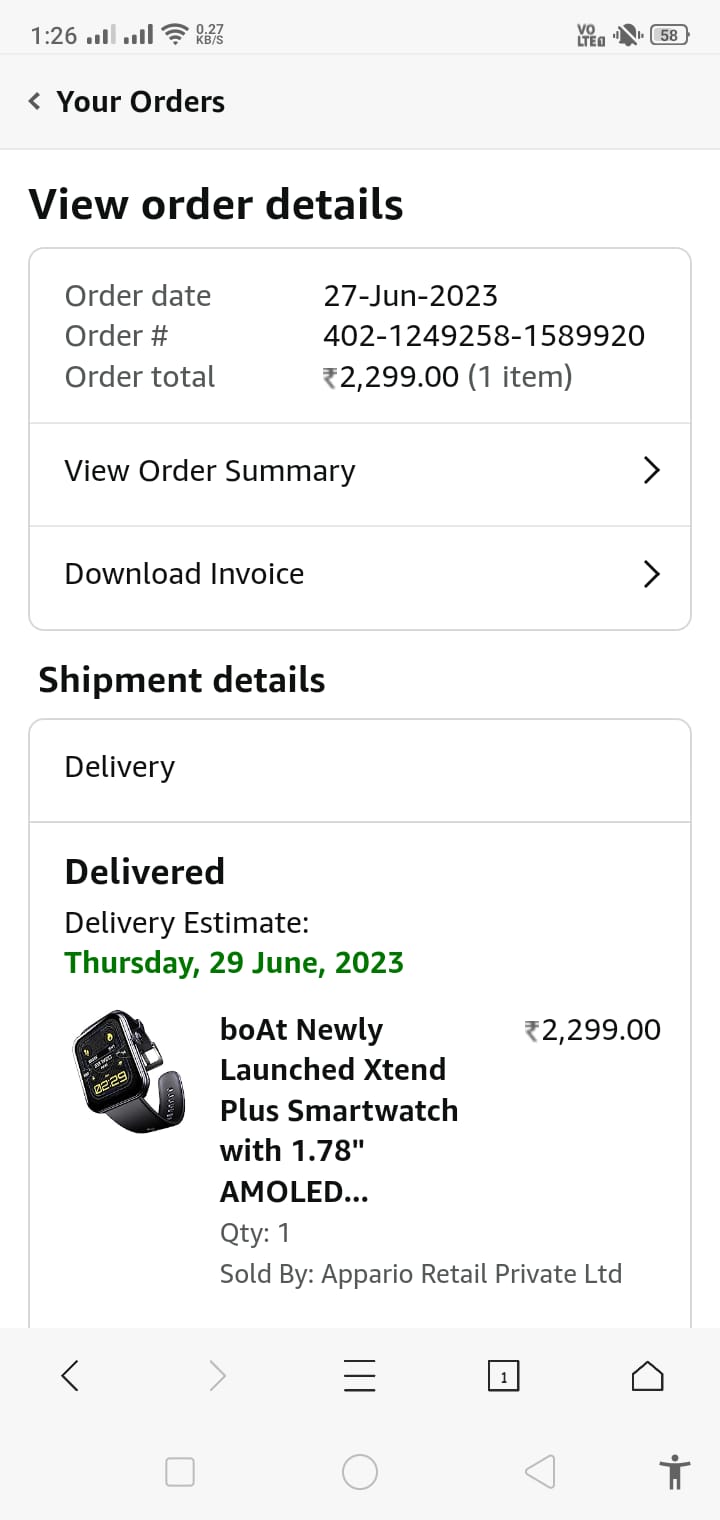 1:26 0.27 KB/S VO LTE 58
Your Orders
View order details
Order date 27-Jun-2023
Order # 402-1249258-1589920
Order total ₹2,299.00 (1 item)
View Order Summary
Download Invoice
Shipment details
Delivery
Delivered
Delivery Estimate:
Thursday, 29 June, 2023
02:29
boAt Newly ₹2,299.00
Launched Xtend
Plus Smartwatch
with 1.78"
AMOLED...
Qty: 1
Sold By: Appario Retail Private Ltd
1